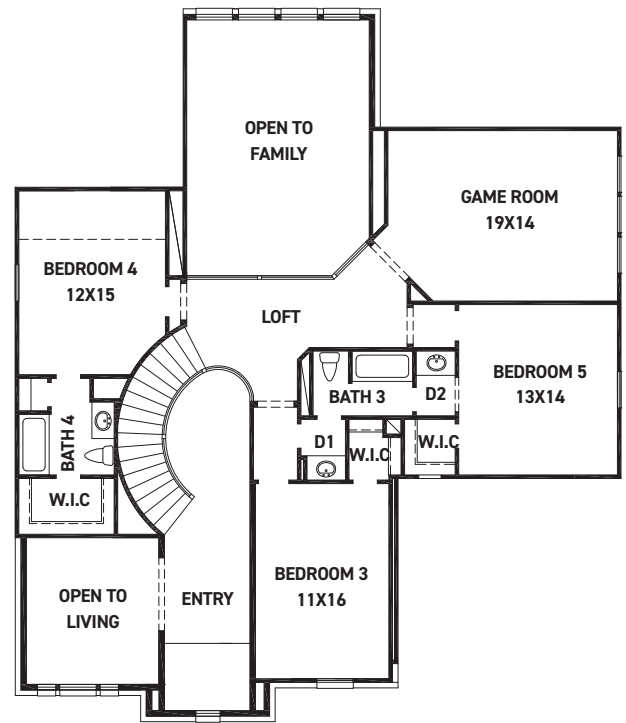 OPEN TO
FAMILY
GAME ROOM
19X14
BEDROOM 4
12X15
LOFT
BEDROOM 5
13X14
BATH 3
D2
BATH 4
D1
W.I.C
W.I.C
W.I.C
BEDROOM 3
11X16
OPEN TO
LIVING
ENTRY